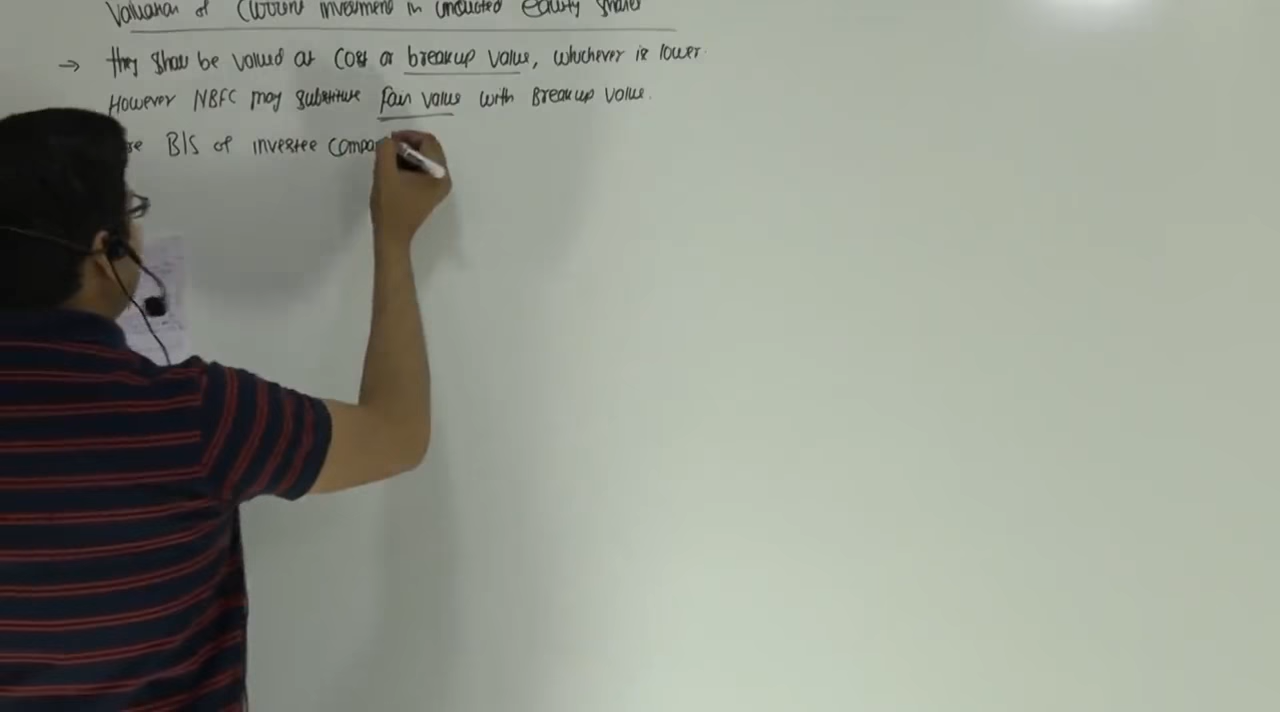 Valuation of Current investment in unquoted equity shares
→ they shall be valued at cost or breakup value, whichever is lower.
However NBFC may substitute fair value with Breakup value.
B/S of investee compa